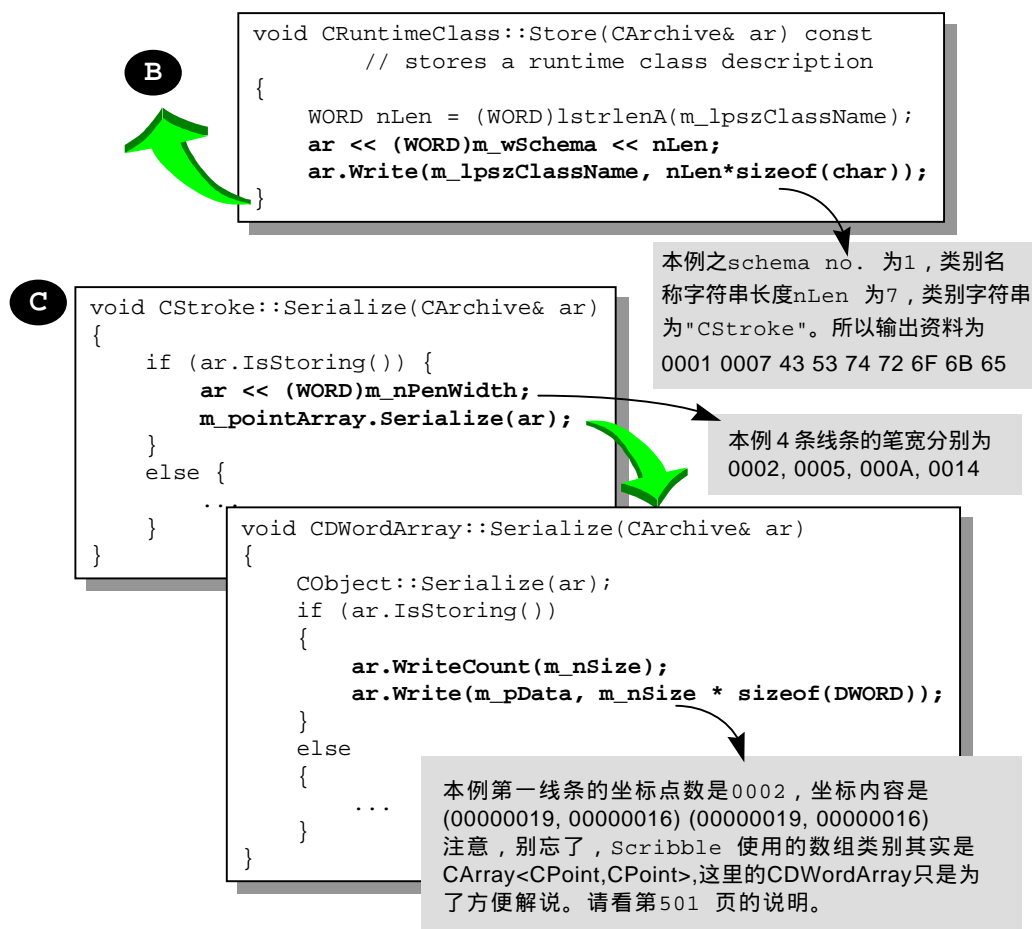 B
void CRuntimeClass::Store(CArchive& ar) const
// stores a runtime class description
{
WORD nLen = (WORD)lstrlenA(m_lpszClassName);
ar << (WORD)m_wSchema << nLen;
ar.Write(m_lpszClassName, nLen*sizeof(char));
}
本例之schema no. 为1，类别名
称字符串长度nLen 为7，类别字符串
为"CStroke"。所以输出资料为
0001 0007 43 53 74 72 6F 6B 65
C
void CStroke::Serialize(CArchive& ar)
{
if (ar.IsStoring()) {
ar << (WORD)m_nPenWidth;
m_pointArray.Serialize(ar);
}
else {
...
}
}
本例 4 条线条的笔宽分别为
0002, 0005, 000A, 0014
void CDWordArray::Serialize(CArchive& ar)
{
CObject::Serialize(ar);
if (ar.IsStoring())
{
ar.WriteCount(m_nSize);
ar.Write(m_pData, m_nSize * sizeof(DWORD));
}
else
{
...
}
}
本例第一线条的坐标点数是0002，坐标内容是
(00000019, 00000016) (00000019, 00000016)
注意，别忘了，Scribble 使用的数组类别其实是
CArray<CPoint,CPoint>,这里的CDWordArray只是为
了方便解说。请看第501 页的说明。